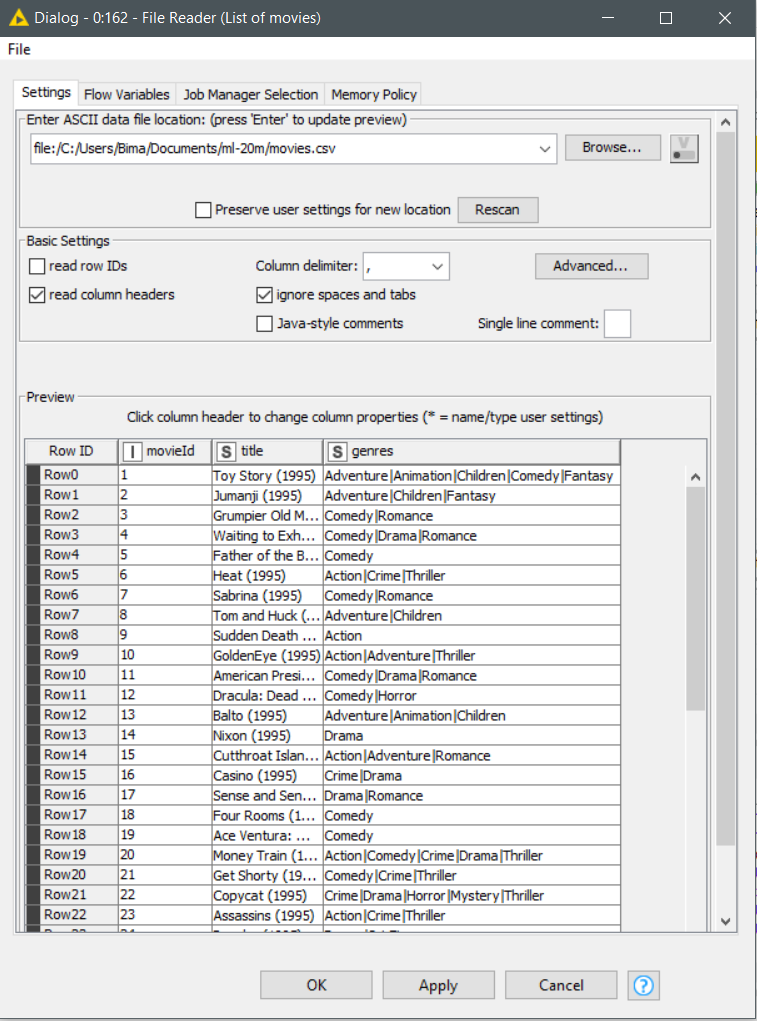 Dialog - 0:162 - File Reader (List of movies)
File
Settings Flow Variables Job Manager Selection Memory Policy
Enter ASCII data file location: (press 'Enter' to update preview)
file:/C:/Users/Bima/Documents/ml-20m/movies.csv Browse... V
Preserve user settings for new location Rescan
Basic Settings
read row IDs Column delimiter: , Advanced...
read column headers ignore spaces and tabs
Java-style comments Single line comment:
Preview
Click column header to change column properties (* = name/type user settings)
Row ID I movieId S title S genres
Row0 1 Toy Story (1995) Adventure|Animation|Children|Comedy|Fantasy
Row1 2 Jumanji (1995) Adventure|Children|Fantasy
Row2 3 Grumpier Old M... Comedy|Romance
Row3 4 Waiting to Exh... Comedy|Drama|Romance
Row4 5 Father of the B... Comedy
Row5 6 Heat (1995) Action|Crime|Thriller
Row6 7 Sabrina (1995) Comedy|Romance
Row7 8 Tom and Huck (... Adventure|Children
Row8 9 Sudden Death ... Action
Row9 10 GoldenEye (1995) Action|Adventure|Thriller
Row10 11 American Presi... Comedy|Drama|Romance
Row11 12 Dracula: Dead ... Comedy|Horror
Row12 13 Balto (1995) Adventure|Animation|Children
Row13 14 Nixon (1995) Drama
Row14 15 Cutthroat Islan... Action|Adventure|Romance
Row15 16 Casino (1995) Crime|Drama
Row16 17 Sense and Sen... Drama|Romance
Row17 18 Four Rooms (1... Comedy
Row18 19 Ace Ventura: ... Comedy
Row19 20 Money Train (1... Action|Comedy|Crime|Drama|Thriller
Row20 21 Get Shorty (19... Comedy|Crime|Thriller
Row21 22 Copycat (1995) Crime|Drama|Horror|Mystery|Thriller
Row22 23 Assassins (1995) Action|Crime|Thriller
OK Apply Cancel ?